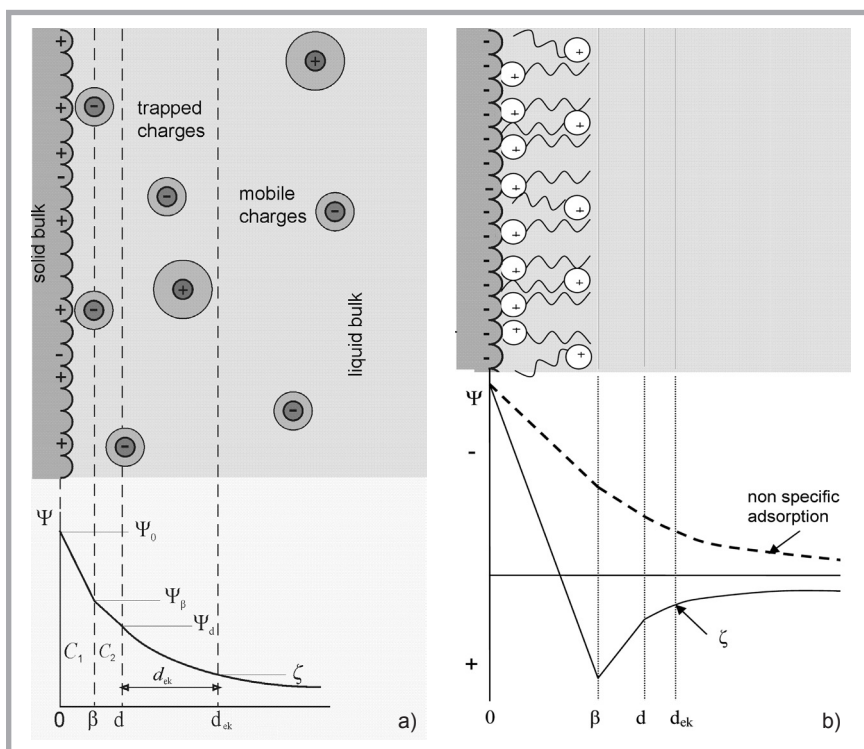 +
+
+
-
+
+
-
+
+
solid bulk
-
-
-
-
+
+
-
trapped
charges
mobile
charges
liquid bulk
Ψ
Ψ0
Ψβ
Ψd
ζ
C1
C2
dek
0
β
d
dek
a)
-
-
-
-
-
-
-
-
-
-
-
-
-
+
+
+
+
+
+
+
+
+
+
+
+
Ψ
-
+
non specific
adsorption
ζ
0
β
d
dek
b)